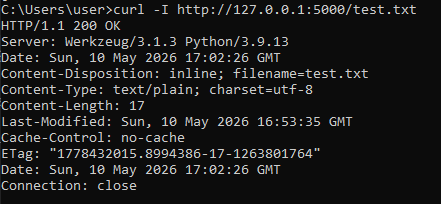 C:\Users\user>curl -I http://127.0.0.1:5000/test.txt
HTTP/1.1 200 OK
Server: Werkzeug/3.1.3 Python/3.9.13
Date: Sun, 10 May 2026 17:02:26 GMT
Content-Disposition: inline; filename=test.txt
Content-Type: text/plain; charset=utf-8
Content-Length: 17
Last-Modified: Sun, 10 May 2026 16:53:35 GMT
Cache-Control: no-cache
ETag: "1778432015.8994386-17-1263801764"
Date: Sun, 10 May 2026 17:02:26 GMT
Connection: close